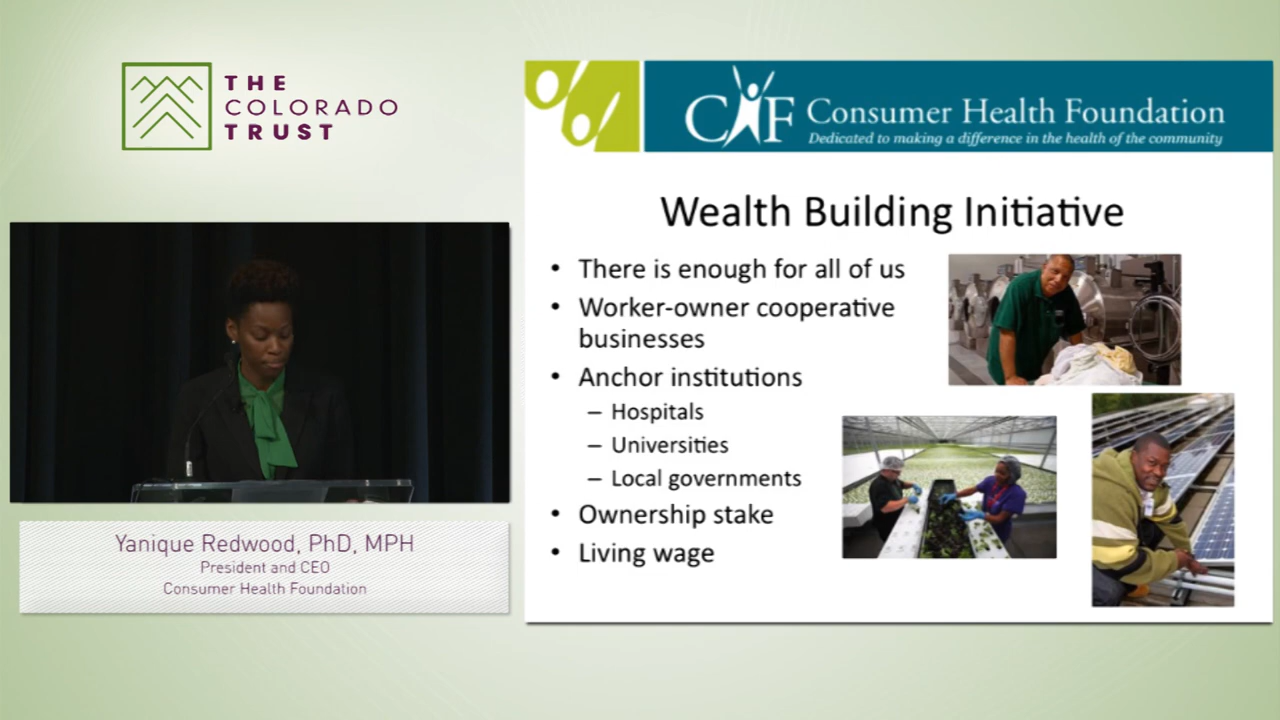 THE
COLORADO
TRUST
Yanique Redwood, PhD, MPH
President and CEO
Consumer Health Foundation
CHF Consumer Health Foundation
Dedicated to making a difference in the health of the community
Wealth Building Initiative
• There is enough for all of us
• Worker-owner cooperative
businesses
• Anchor institutions
– Hospitals
– Universities
– Local governments
• Ownership stake
• Living wage